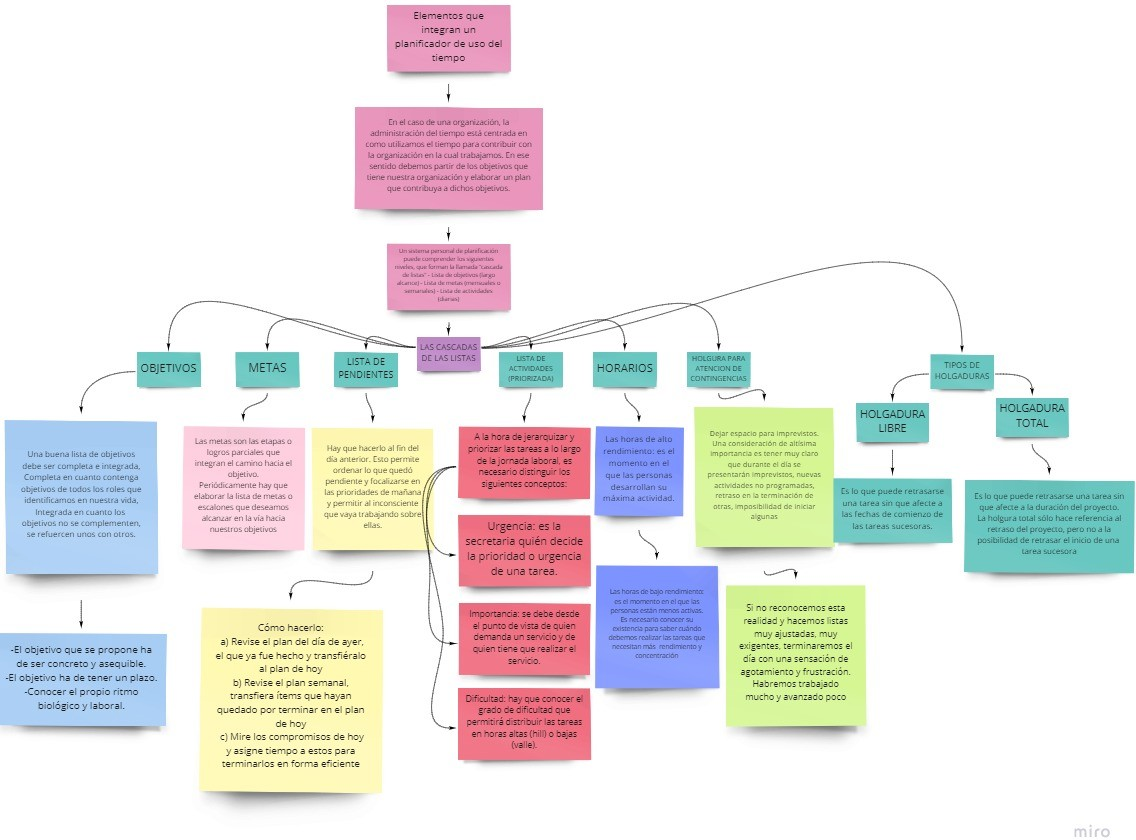 Elementos que
integran un
planificador de uso del
tiempo
En el caso de una organización, la
administración del tiempo está centrada en
como utilizamos el tiempo para contribuir con
la organización en la cual trabajamos. En ese
sentido debemos partir de los objetivos que
tiene nuestra organización y elaborar un plan
que contribuya a dichos objetivos.
Un sistema personal de planificación
puede comprender los siguientes
niveles, que forman la llamada "cascada
de listas" - Lista de objetivos (largo
alcance) - Lista de metas (mensuales o
semanales) - Lista de actividades
(diarias)
LAS CASCADAS
DE LAS LISTAS
OBJETIVOS
METAS
LISTA DE
PENDIENTES
LISTA DE
ACTIVIDADES
(PRIORIZADA)
HORARIOS
HOLGURA PARA
ATENCION DE
CONTINGENCIAS
TIPOS DE
HOLGADURAS
HOLGADURA
LIBRE
HOLGADURA
TOTAL
Una buena lista de objetivos
debe ser completa e integrada,
Completa en cuanto contenga
objetivos de todos los roles que
identificamos en nuestra vida,
Integrada en cuanto los
objetivos no se complementen,
se refuercen unos con otros.
-El objetivo que se propone ha
de ser concreto y asequible.
-El objetivo ha de tener un plazo.
-Conocer el propio ritmo
biológico y laboral.
Las metas son las etapas o
logros parciales que
integran el camino hacia el
objetivo.
Periódicamente hay que
elaborar la lista de metas o
escalones que deseamos
alcanzar en la vía hacia
nuestros objetivos
Hay que hacerlo al fin del
día anterior. Esto permite
ordenar lo que quedó
pendiente y focalizarse en
las prioridades de mañana
y permitir al inconsciente
que vaya trabajando sobre
ellas.
Cómo hacerlo:
a) Revise el plan del día de ayer,
el que ya fue hecho y transfiéralo
al plan de hoy
b) Revise el plan semanal,
transfiera ítems que hayan
quedado por terminar en el plan
de hoy
c) Mire los compromisos de hoy
y asigne tiempo a estos para
terminarlos en forma eficiente
A la hora de jerarquizar y
priorizar las tareas a lo largo
de la jornada laboral, es
necesario distinguir los
siguientes conceptos:
Urgencia: es la
secretaria quién decide
la prioridad o urgencia
de una tarea.
Importancia: se debe desde
el punto de vista de quien
demanda un servicio y de
quien tiene que realizar el
servicio.
Dificultad: hay que conocer el
grado de dificultad que
permitirá distribuir las tareas
en horas altas (hill) o bajas
(valle).
Las horas de alto
rendimiento: es el
momento en el
que las personas
desarrollan su
máxima actividad.
Las horas de bajo rendimiento:
es el momento en el que las
personas están menos activas.
Es necesario conocer su
existencia para saber cuándo
debemos realizar las tareas que
necesitan más rendimiento y
concentración
Dejar espacio para imprevistos.
Una consideración de altísima
importancia es tener muy claro
que durante el día se
presentarán imprevistos, nuevas
actividades no programadas,
retraso en la terminación de
otras, imposibilidad de iniciar
algunas
Si no reconocemos esta
realidad y hacemos listas
muy ajustadas, muy
exigentes, terminaremos el
día con una sensación de
agotamiento y frustración.
Habremos trabajado
mucho y avanzado poco
Es lo que puede retrasarse
una tarea sin que afecte a
las fechas de comienzo de
las tareas sucesoras.
Es lo que puede retrasarse una tarea sin
que afecte a la duración del proyecto.
La holgura total sólo hace referencia al
retraso del proyecto, pero no a la
posibilidad de retrasar el inicio de una
tarea sucesora
miro